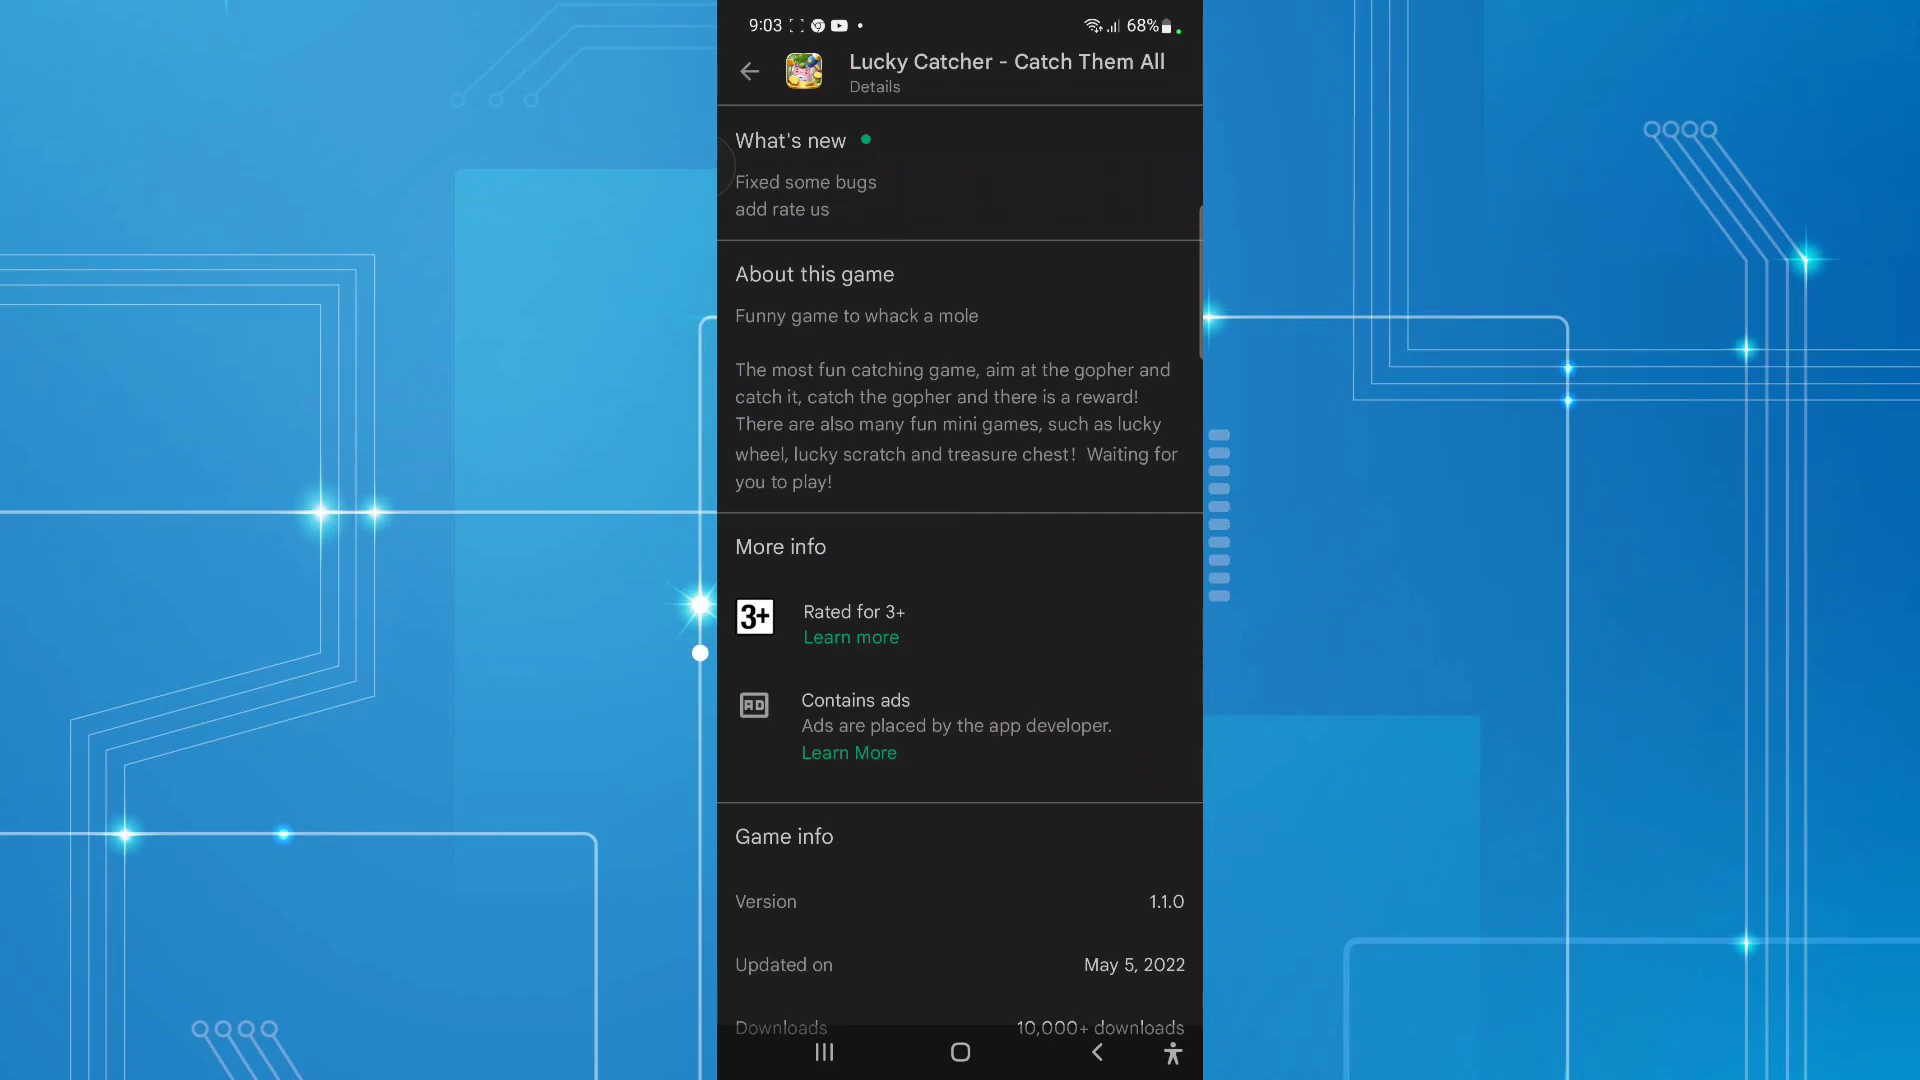 9:03 68%
Lucky Catcher - Catch Them All
Details
What's new
Fixed some bugs
add rate us
About this game
Funny game to whack a mole
The most fun catching game, aim at the gopher and
catch it, catch the gopher and there is a reward!
There are also many fun mini games, such as lucky
wheel, lucky scratch and treasure chest！ Waiting for
you to play!
More info
3+ Rated for 3+
Learn more
AD Contains ads
Ads are placed by the app developer.
Learn More
Game info
Version 1.1.0
Updated on May 5, 2022
Downloads 10,000+ downloads